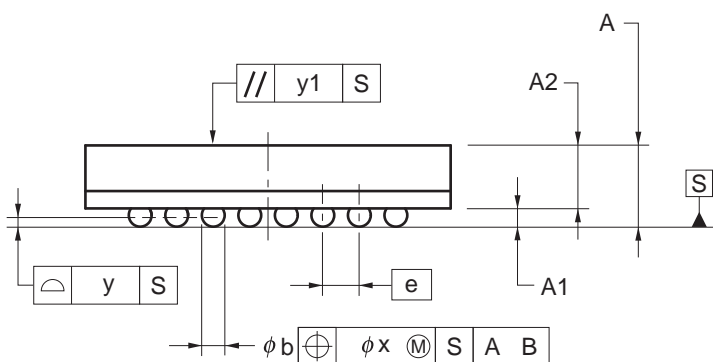 A
// y1 S
A2
S
⌓ y S
e
A1
φb ⌖ φx Ⓜ S A B